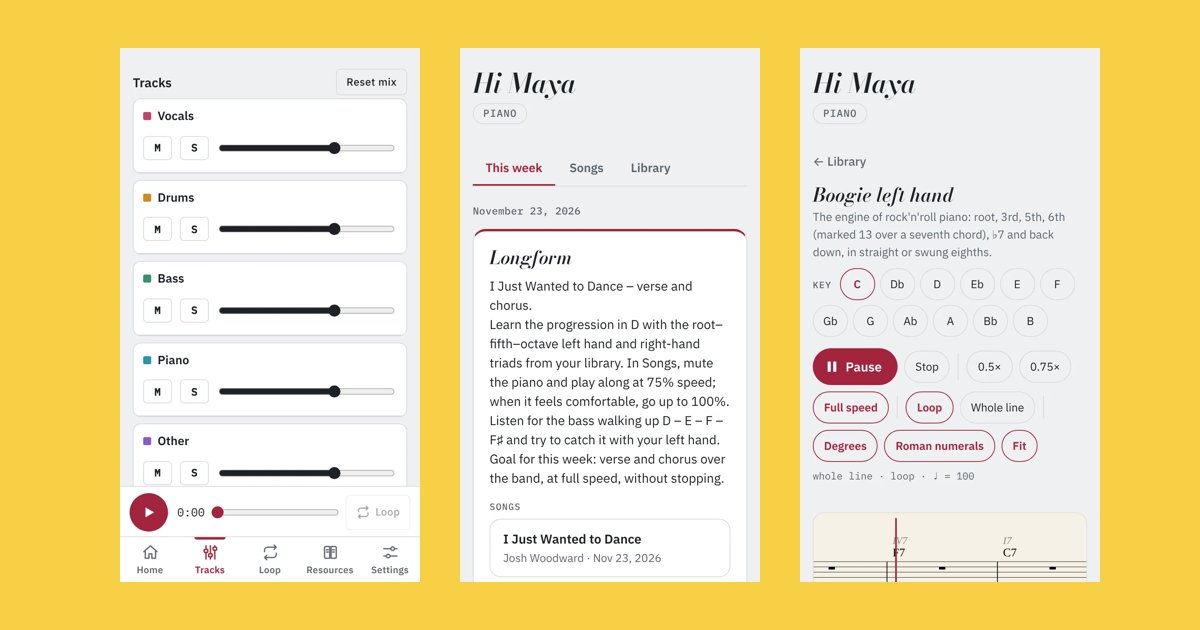 Tracks
Reset mix
Vocals
M S
Drums
M S
Bass
M S
Piano
M S
Other
M S
0:00
Loop
Home Tracks Loop Resources Settings
Hi Maya
PIANO
This week Songs Library
November 23, 2026
Longform
I Just Wanted to Dance – verse and
chorus.
Learn the progression in D with the root–
fifth–octave left hand and right-hand
triads from your library. In Songs, mute
the piano and play along at 75% speed;
when it feels comfortable, go up to 100%.
Listen for the bass walking up D – E – F –
F♯ and try to catch it with your left hand.
Goal for this week: verse and chorus over
the band, at full speed, without stopping.
SONGS
I Just Wanted to Dance
Josh Woodward · Nov 23, 2026
Hi Maya
PIANO
← Library
Boogie left hand
The engine of rock'n'roll piano: root, 3rd, 5th, 6th
(marked 13 over a seventh chord), ♭7 and back
down, in straight or swung eighths.
KEY C Db D Eb E F
Gb G Ab A Bb B
Pause Stop 0.5× 0.75×
Full speed Loop Whole line
Degrees Roman numerals Fit
whole line · loop · ♩ = 100
IV7 I7
F7 C7